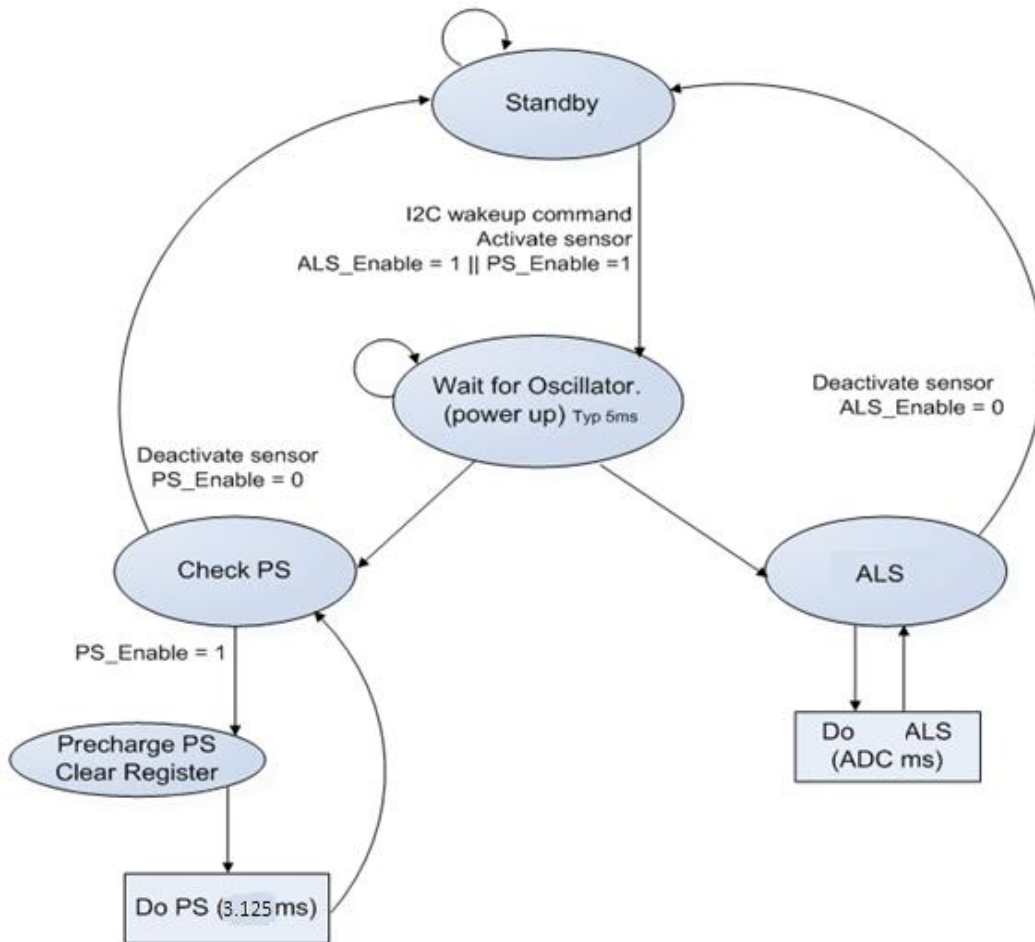 Standby
I2C wakeup command
Activate sensor
ALS_Enable = 1 || PS_Enable =1
Wait for Oscillator.
(power up) Typ 5ms
Deactivate sensor
ALS_Enable = 0
Deactivate sensor
PS_Enable = 0
Check PS
ALS
PS_Enable = 1
Precharge PS
Clear Register
Do ALS
(ADC ms)
Do PS (3.125ms)